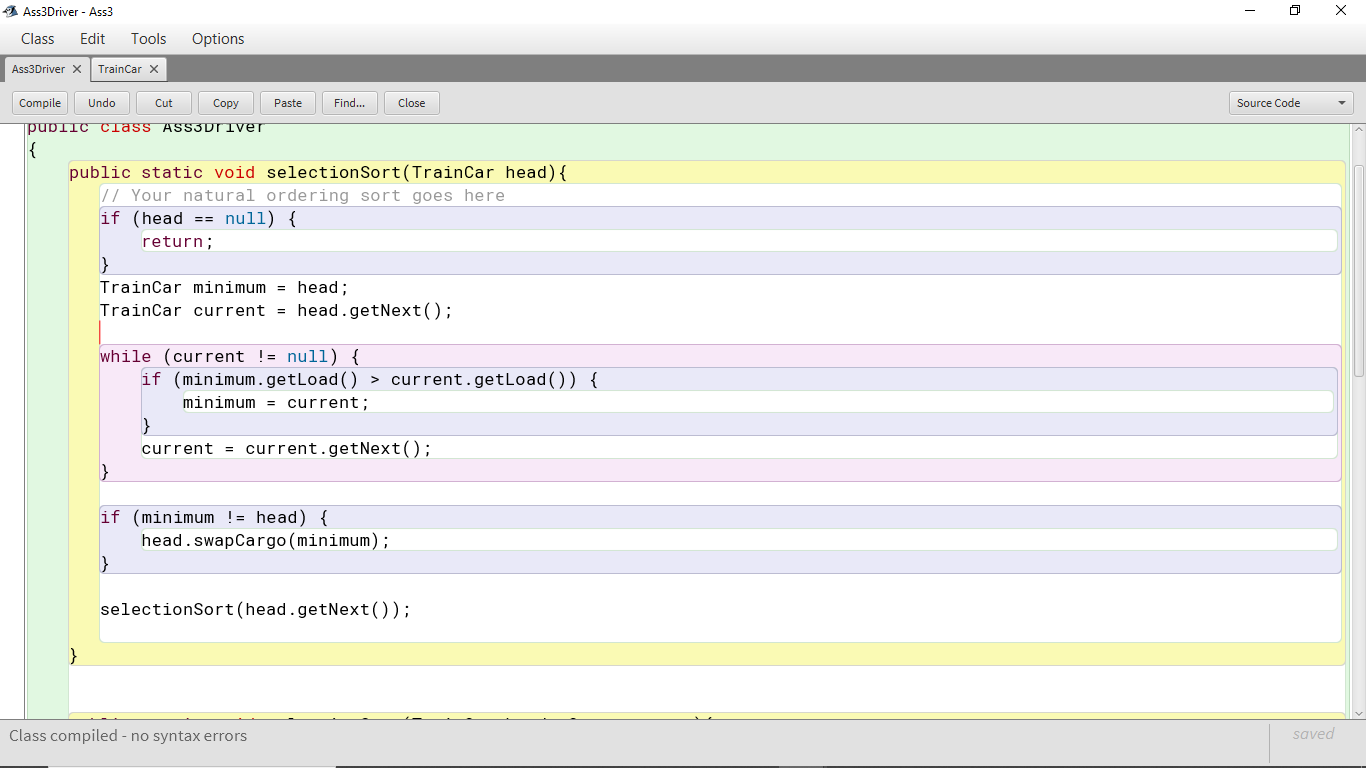 Ass3Driver - Ass3
Class Edit Tools Options
Ass3Driver TrainCar
Compile Undo Cut Copy Paste Find... Close Source Code
public class Ass3Driver
{
public static void selectionSort(TrainCar head){
// Your natural ordering sort goes here
if (head == null) {
return;
}
TrainCar minimum = head;
TrainCar current = head.getNext();
while (current != null) {
if (minimum.getLoad() > current.getLoad()) {
minimum = current;
}
current = current.getNext();
}
if (minimum != head) {
head.swapCargo(minimum);
}
selectionSort(head.getNext());
}
Class compiled - no syntax errors
saved